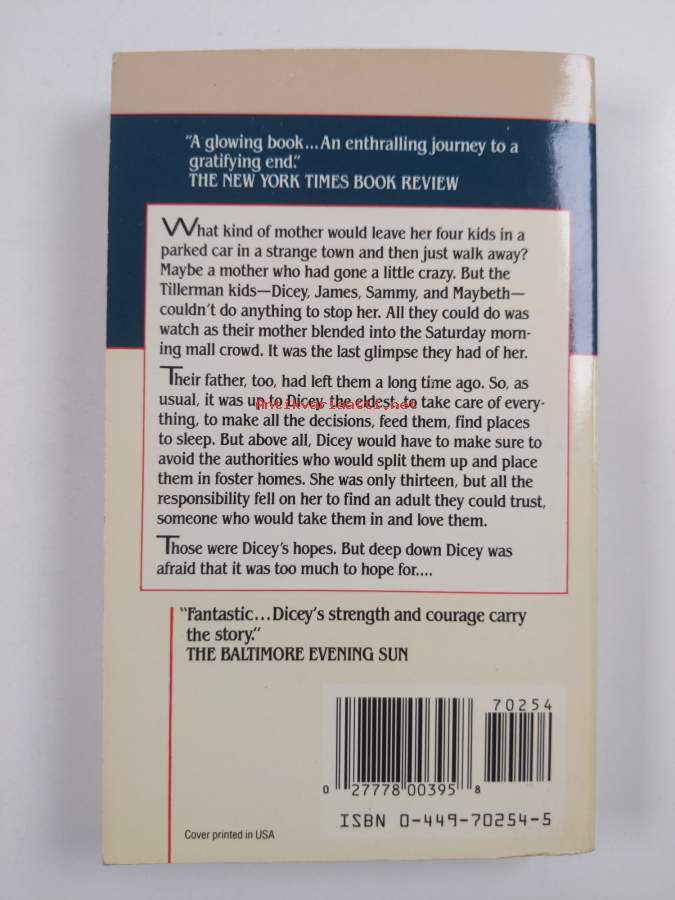 "A glowing book...An enthralling journey to a
gratifying end."
THE NEW YORK TIMES BOOK REVIEW
What kind of mother would leave her four kids in a
parked car in a strange town and then just walk away?
Maybe a mother who had gone a little crazy. But the
Tillerman kids—Dicey, James, Sammy, and Maybeth—
couldn't do anything to stop her. All they could do was
watch as their mother blended into the Saturday morn-
ing mall crowd. It was the last glimpse they had of her.
Their father, too, had left them a long time ago. So, as
usual, it was up to Dicey, the eldest, to take care of every-
Antikvariaatti.net
thing, to make all the decisions, feed them, find places
to sleep. But above all, Dicey would have to make sure to
avoid the authorities who would split them up and place
them in foster homes. She was only thirteen, but all the
responsibility fell on her to find an adult they could trust,
someone who would take them in and love them.
Those were Dicey's hopes. But deep down Dicey was
afraid that it was too much to hope for....
"Fantastic...Dicey's strength and courage carry
the story."
THE BALTIMORE EVENING SUN
70254
0 27778 00395 8
ISBN 0-449-70254-5
Cover printed in USA